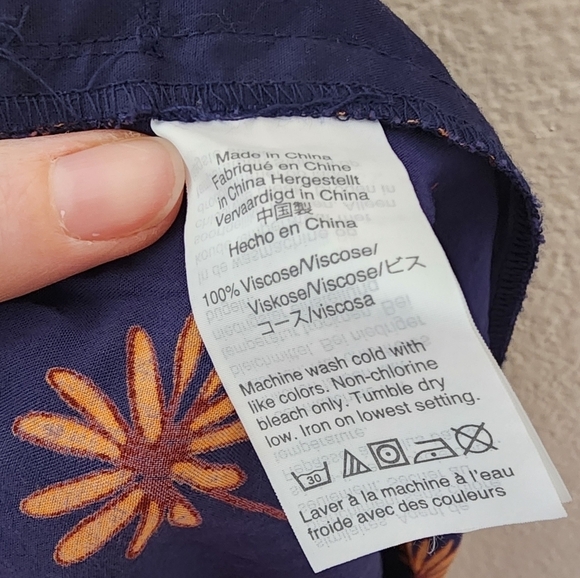 Made in China
Fabriqué en Chine
in China Hergestellt
Vervaardigd in China
中国製
Hecho en China
100% Viscose/Viscose/
Viskose/Viscose/ビス
コース/viscosa
Machine wash cold with
like colors. Non-chlorine
bleach only. Tumble dry
low. Iron on lowest setting.
30
Laver à la machine à l'eau
froide avec des couleurs